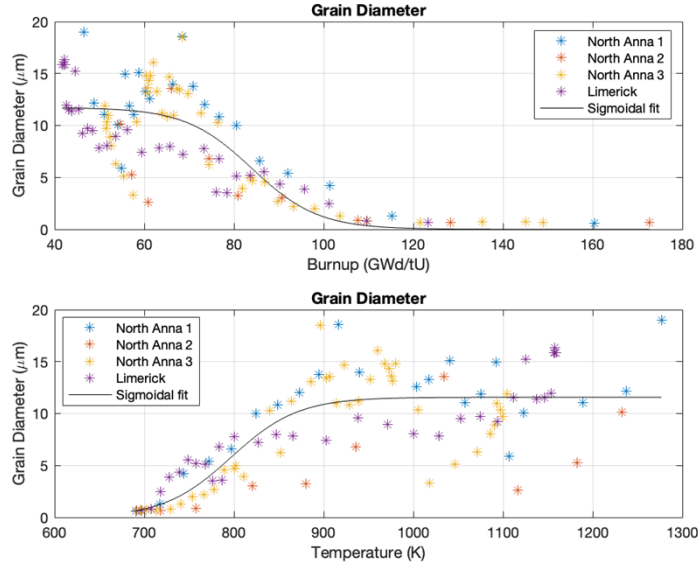 Grain Diameter
20
15
10
5
0
Grain Diameter (μm)
North Anna 1
North Anna 2
North Anna 3
Limerick
Sigmoidal fit
40 60 80 100 120 140 160 180
Burnup (GWd/tU)
Grain Diameter
20
15
10
5
0
Grain Diameter (μm)
North Anna 1
North Anna 2
North Anna 3
Limerick
Sigmoidal fit
600 700 800 900 1000 1100 1200 1300
Temperature (K)